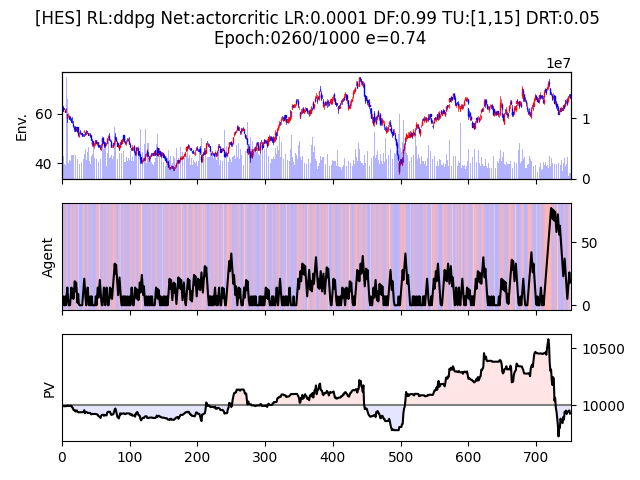 [HES] RL:ddpg Net:actorcritic LR:0.0001 DF:0.99 TU:[1,15] DRT:0.05
Epoch:0260/1000 e=0.74
1e7
Env.
60
40
1
0
Agent
50
0
PV
10500
10000
0 100 200 300 400 500 600 700